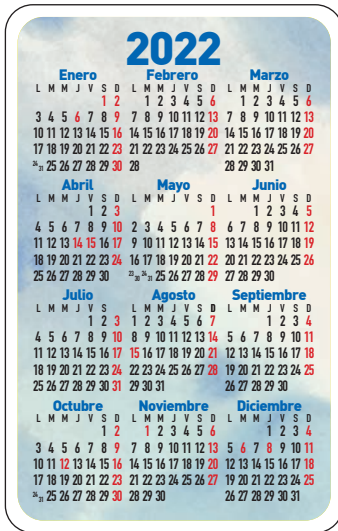 2022
Enero
L M M J V S D
1 2
3 4 5 6 7 8 9
10 11 12 13 14 15 16
17 18 19 20 21 22 23
24/31 25 26 27 28 29 30
Febrero
L M M J V S D
1 2 3 4 5 6
7 8 9 10 11 12 13
14 15 16 17 18 19 20
21 22 23 24 25 26 27
28
Marzo
L M M J V S D
1 2 3 4 5 6
7 8 9 10 11 12 13
14 15 16 17 18 19 20
21 22 23 24 25 26 27
28 29 30 31
Abril
L M M J V S D
1 2 3
4 5 6 7 8 9 10
11 12 13 14 15 16 17
18 19 20 21 22 23 24
25 26 27 28 29 30
Mayo
L M M J V S D
1
2 3 4 5 6 7 8
9 10 11 12 13 14 15
16 17 18 19 20 21 22
23/30 24/31 25 26 27 28 29
Junio
L M M J V S D
1 2 3 4 5
6 7 8 9 10 11 12
13 14 15 16 17 18 19
20 21 22 23 24 25 26
27 28 29 30
Julio
L M M J V S D
1 2 3
4 5 6 7 8 9 10
11 12 13 14 15 16 17
18 19 20 21 22 23 24
25 26 27 28 29 30 31
Agosto
L M M J V S D
1 2 3 4 5 6 7
8 9 10 11 12 13 14
15 16 17 18 19 20 21
22 23 24 25 26 27 28
29 30 31
Septiembre
L M M J V S D
1 2 3 4
5 6 7 8 9 10 11
12 13 14 15 16 17 18
19 20 21 22 23 24 25
26 27 28 29 30
Octubre
L M M J V S D
1 2
3 4 5 6 7 8 9
10 11 12 13 14 15 16
17 18 19 20 21 22 23
24/31 25 26 27 28 29 30
Noviembre
L M M J V S D
1 2 3 4 5 6
7 8 9 10 11 12 13
14 15 16 17 18 19 20
21 22 23 24 25 26 27
28 29 30
Diciembre
L M M J V S D
1 2 3 4
5 6 7 8 9 10 11
12 13 14 15 16 17 18
19 20 21 22 23 24 25
26 27 28 29 30 31